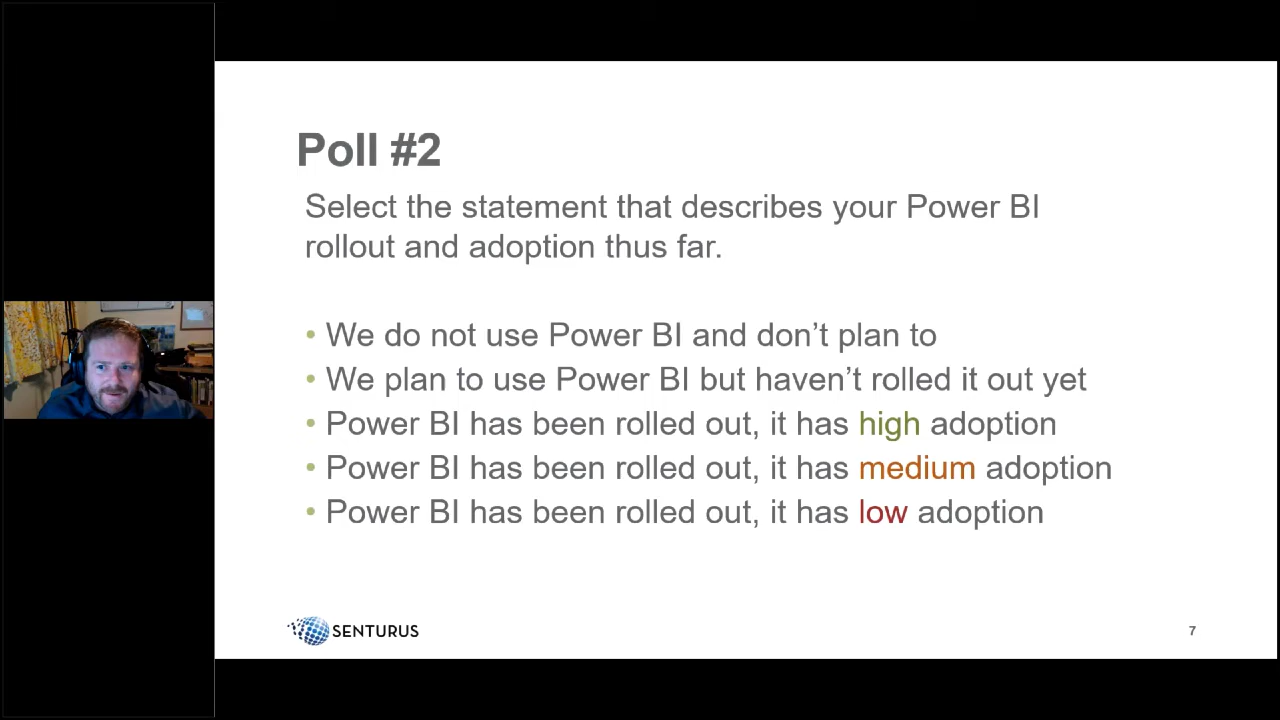 Poll #2
Select the statement that describes your Power BI
rollout and adoption thus far.
• We do not use Power BI and don’t plan to
• We plan to use Power BI but haven’t rolled it out yet
• Power BI has been rolled out, it has high adoption
• Power BI has been rolled out, it has medium adoption
• Power BI has been rolled out, it has low adoption
SENTURUS
7